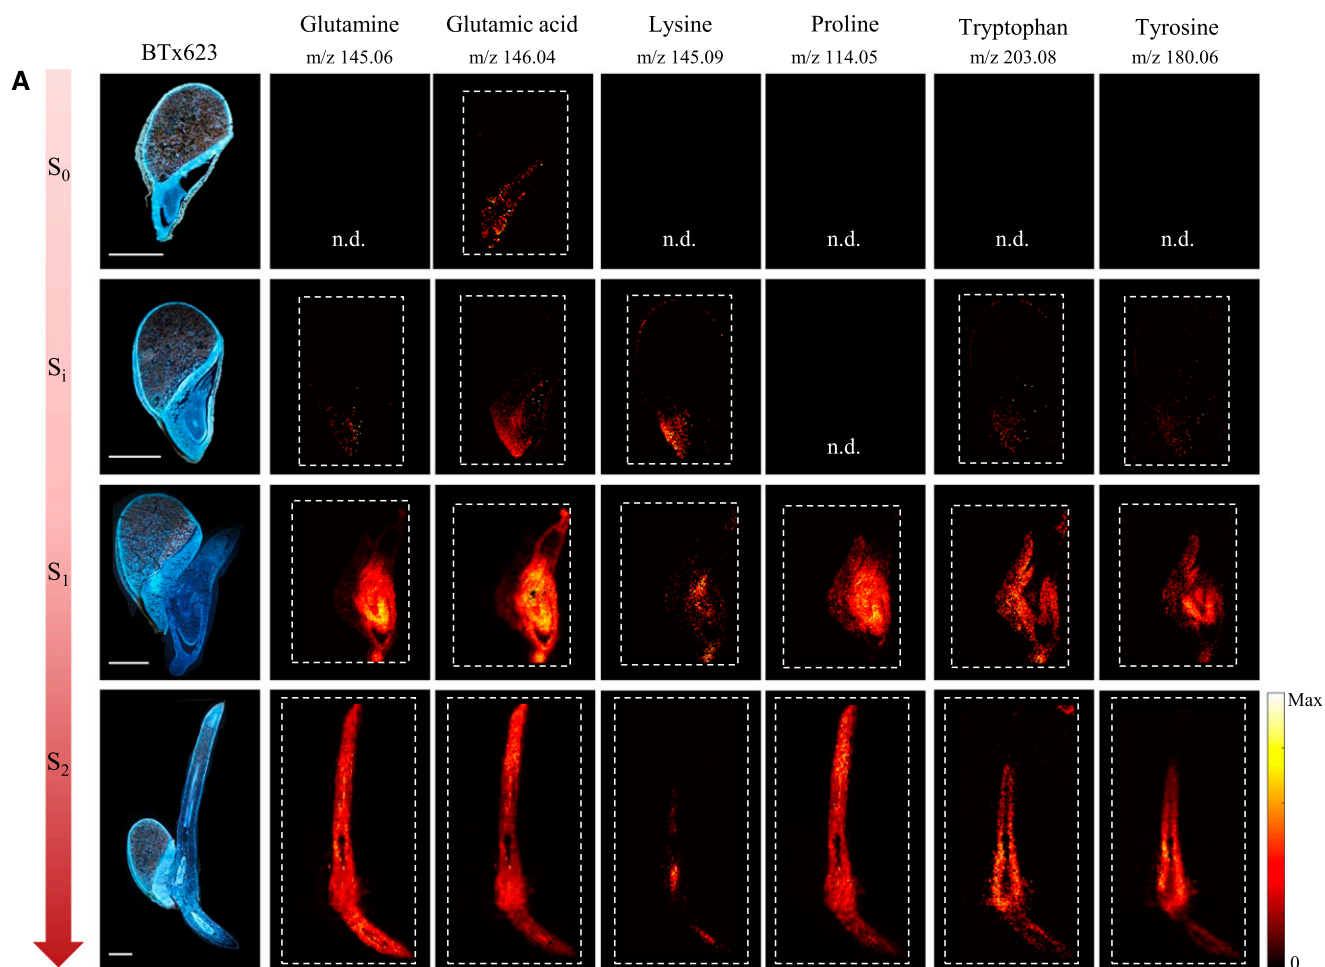 Glutamine Glutamic acid Lysine Proline Tryptophan Tyrosine
BTx623 m/z 145.06 m/z 146.04 m/z 145.09 m/z 114.05 m/z 203.08 m/z 180.06
A
S0
n.d. n.d. n.d. n.d. n.d.
Si
n.d.
S1
S2
Max
0